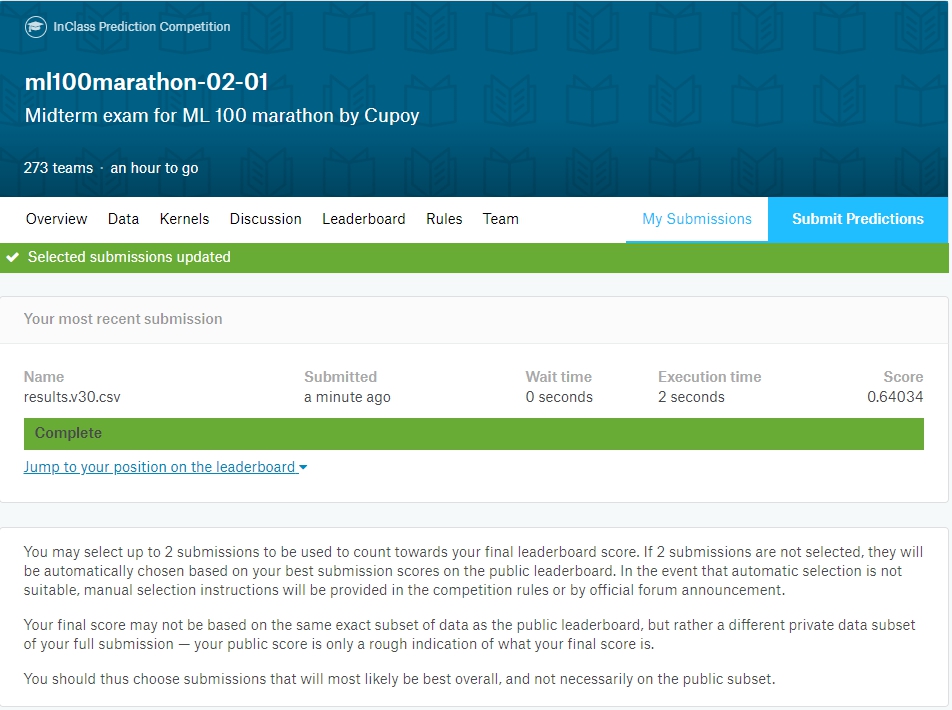 InClass Prediction Competition
ml100marathon-02-01
Midterm exam for ML 100 marathon by Cupoy
273 teams · an hour to go
Overview Data Kernels Discussion Leaderboard Rules Team My Submissions Submit Predictions
Selected submissions updated
Your most recent submission
Name Submitted Wait time Execution time Score
results.v30.csv a minute ago 0 seconds 2 seconds 0.64034
Complete
Jump to your position on the leaderboard
You may select up to 2 submissions to be used to count towards your final leaderboard score. If 2 submissions are not selected, they will
be automatically chosen based on your best submission scores on the public leaderboard. In the event that automatic selection is not
suitable, manual selection instructions will be provided in the competition rules or by official forum announcement.
Your final score may not be based on the same exact subset of data as the public leaderboard, but rather a different private data subset
of your full submission — your public score is only a rough indication of what your final score is.
You should thus choose submissions that will most likely be best overall, and not necessarily on the public subset.